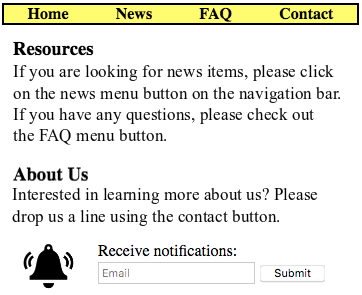 Home News FAQ Contact
Resources
If you are looking for news items, please click
on the news menu button on the navigation bar.
If you have any questions, please check out
the FAQ menu button.
About Us
Interested in learning more about us? Please
drop us a line using the contact button.
Receive notifications:
Email Submit